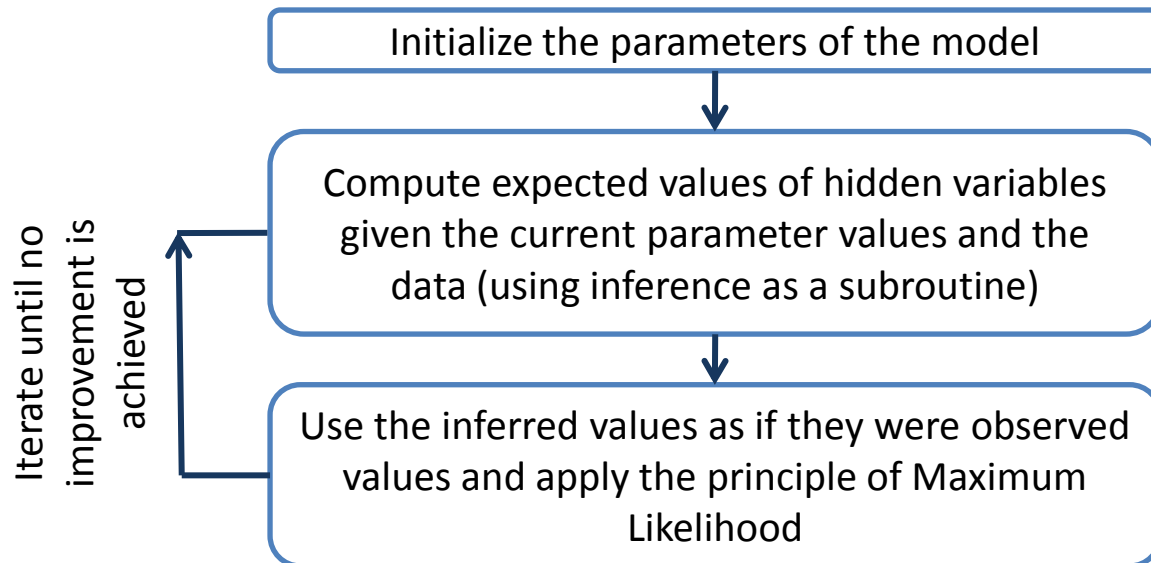 Initialize the parameters of the model
Compute expected values of hidden variables
given the current parameter values and the
data (using inference as a subroutine)
Iterate until no
improvement is
achieved
Use the inferred values as if they were observed
values and apply the principle of Maximum
Likelihood